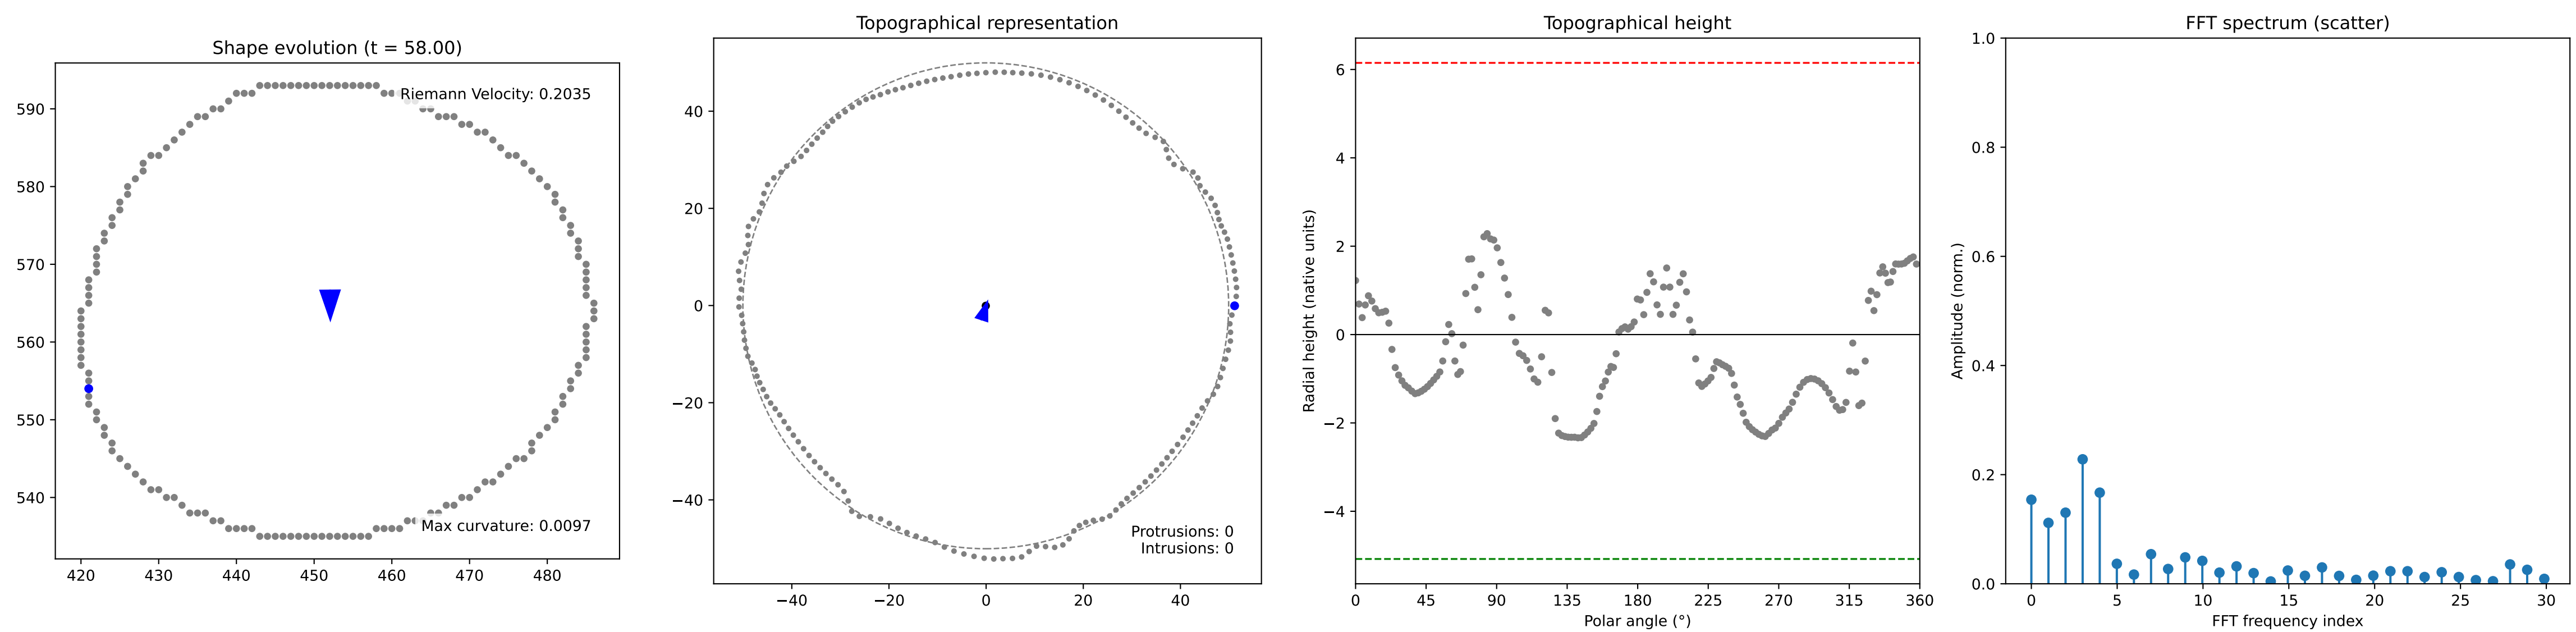 Shape evolution (t = 58.00)
Riemann Velocity: 0.2035
Max curvature: 0.0097
590
580
570
560
550
540
420 430 440 450 460 470 480
Topographical representation
40
20
0
−20
−40
−40 −20 0 20 40
Protrusions: 0
Intrusions: 0
Topographical height
Radial height (native units)
6
4
2
0
−2
−4
0 45 90 135 180 225 270 315 360
Polar angle (°)
FFT spectrum (scatter)
Amplitude (norm.)
1.0
0.8
0.6
0.4
0.2
0.0
0 5 10 15 20 25 30
FFT frequency index